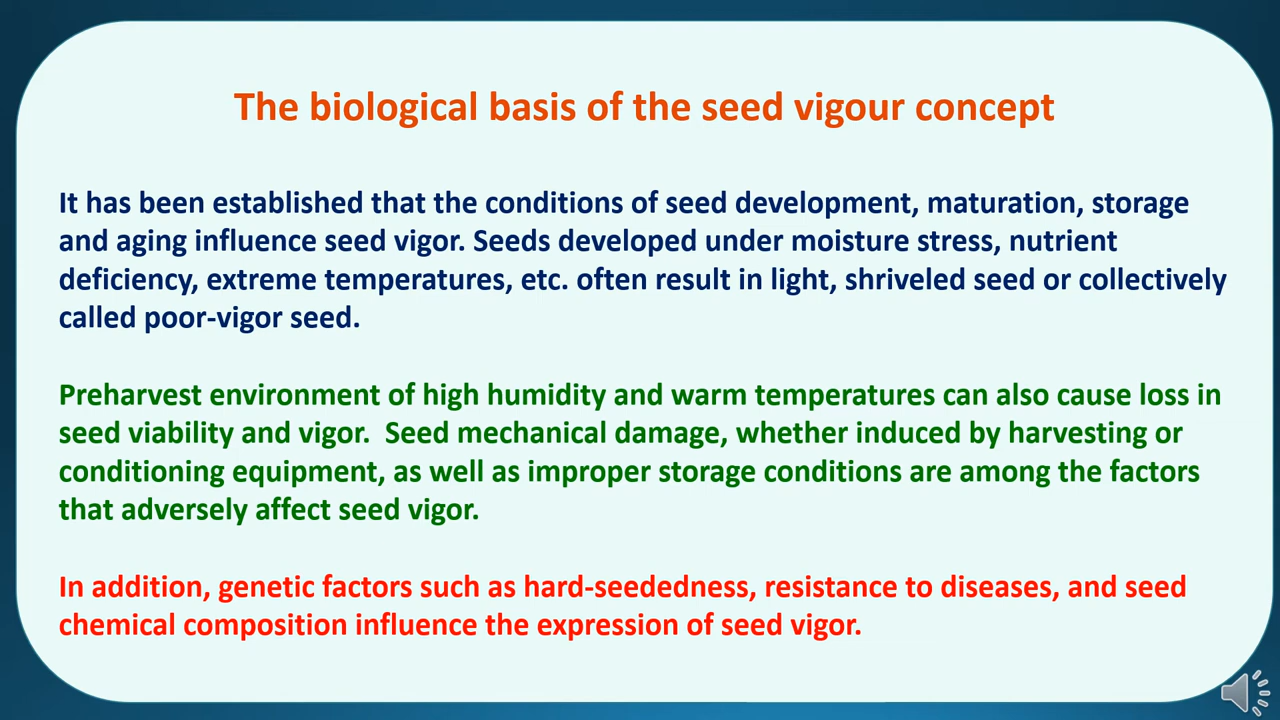 The biological basis of the seed vigour concept
It has been established that the conditions of seed development, maturation, storage
and aging influence seed vigor. Seeds developed under moisture stress, nutrient
deficiency, extreme temperatures, etc. often result in light, shriveled seed or collectively
called poor-vigor seed.
Preharvest environment of high humidity and warm temperatures can also cause loss in
seed viability and vigor.  Seed mechanical damage, whether induced by harvesting or
conditioning equipment, as well as improper storage conditions are among the factors
that adversely affect seed vigor.
In addition, genetic factors such as hard-seededness, resistance to diseases, and seed
chemical composition influence the expression of seed vigor.